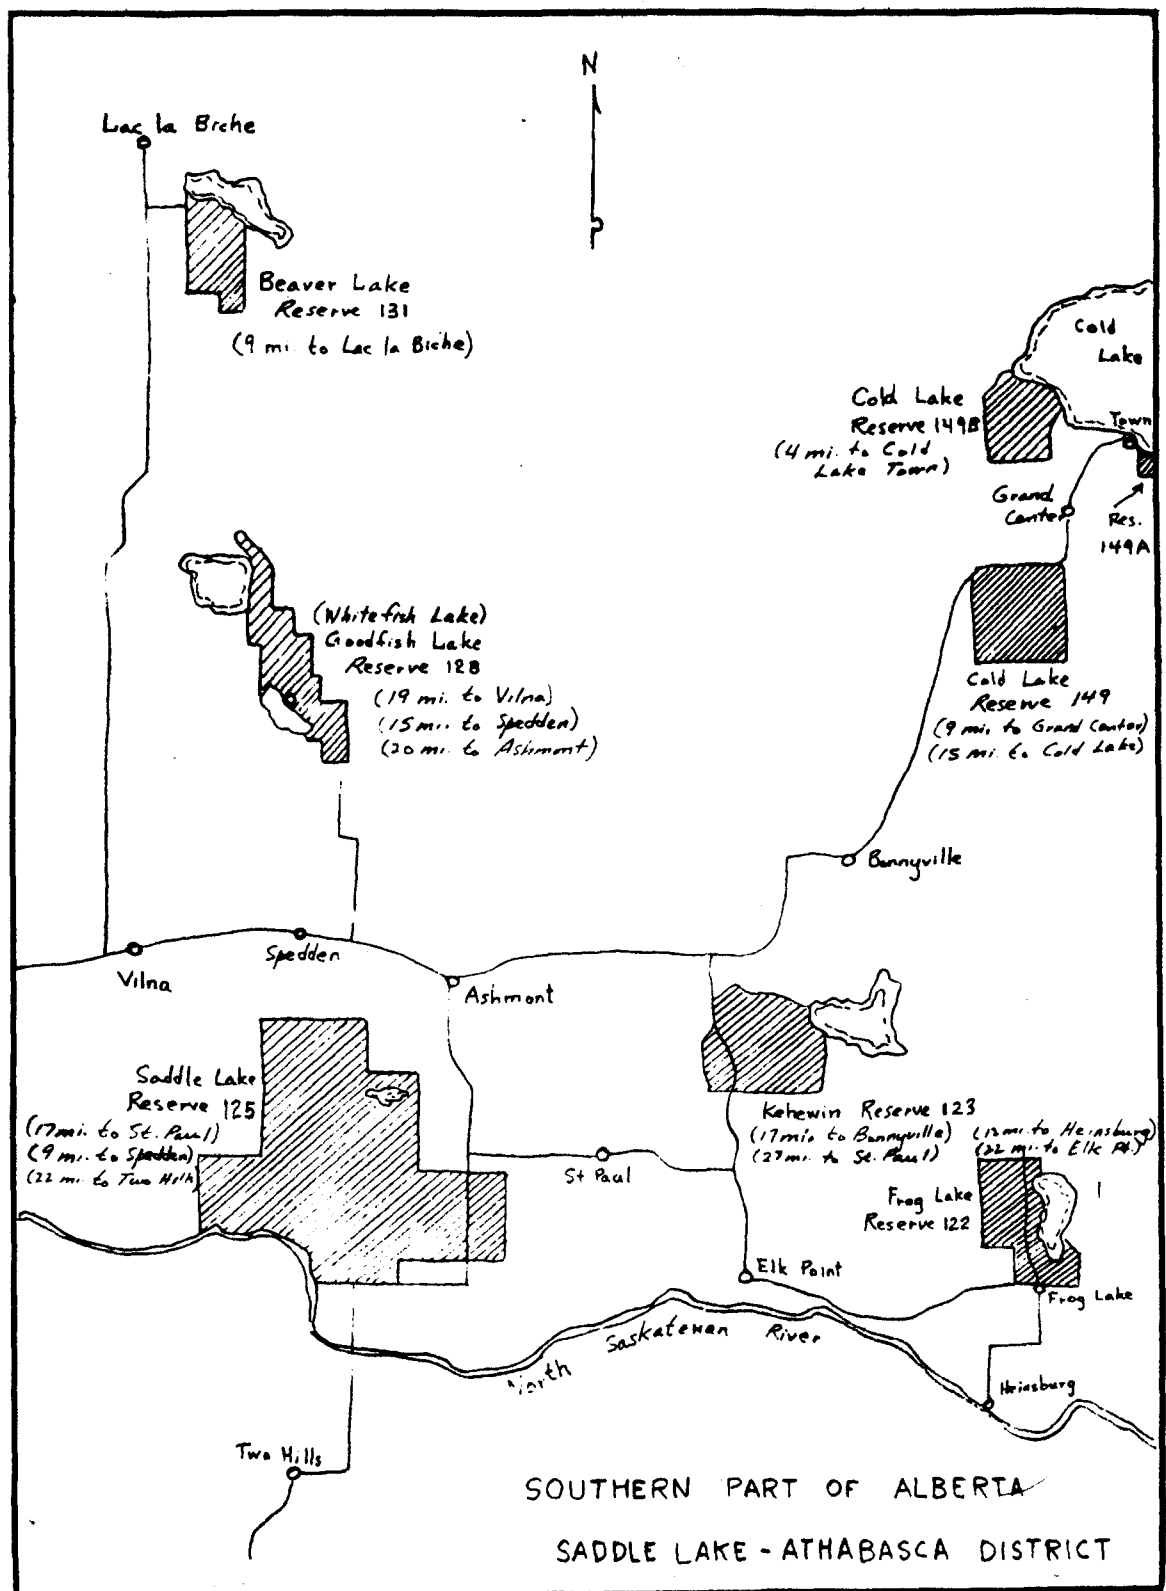 N
Lac la Biche
Beaver Lake
Reserve 131
(9 mi. to Lac la Biche)
Cold
Lake
Cold Lake
Reserve 149B
(4 mi. to Cold
Lake Town)
Town
Grand
Center
Res.
149A
(Whitefish Lake)
Goodfish Lake
Reserve 128
(19 mi. to Vilna)
(15 mi. to Spedden)
(20 mi. to Ashmont)
Cold Lake
Reserve 149
(9 mi. to Grand Center)
(15 mi. to Cold Lake)
Bonnyville
Spedden
Vilna
Ashmont
Saddle Lake
Reserve 125
(17 mi. to St. Paul)
(9 mi. to Spedden)
(22 mi. to Two Hills
Kehewin Reserve 123
(17 mi. to Bonnyville)
(27 mi. to St. Paul)
(12 mi. to Heinsburg)
(22 mi. to Elk Pt.)
St Paul
Frog Lake
Reserve 122
Elk Point
Frog Lake
North Saskatewan River
Heinsburg
Two Hills
SOUTHERN PART OF ALBERTA
SADDLE LAKE - ATHABASCA DISTRICT